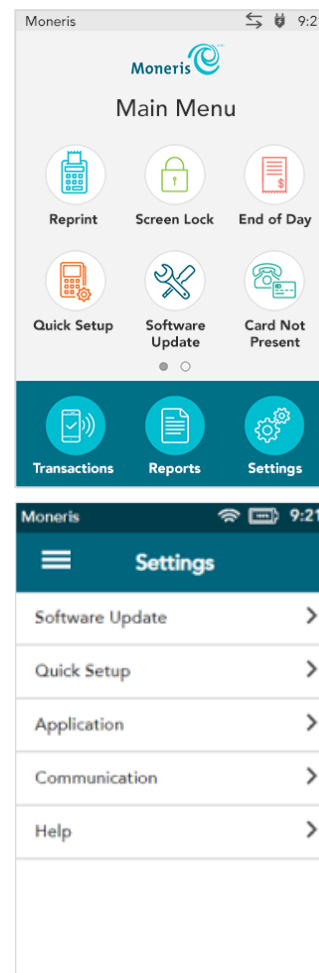 Moneris 9:21
Moneris
Main Menu
Reprint Screen Lock End of Day
Quick Setup Software Update Card Not Present
Transactions Reports Settings
Moneris 9:21
Settings
Software Update
Quick Setup
Application
Communication
Help